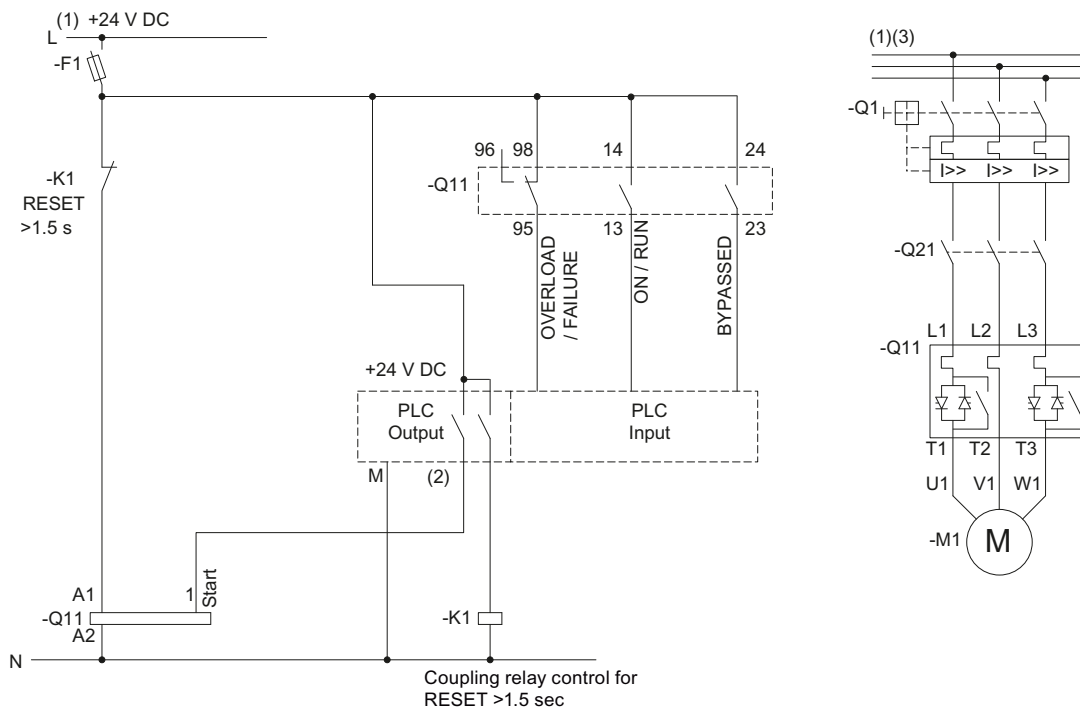 (1) +24 V DC
L
-F1
-K1
RESET
>1.5 s
96 98 14 24
-Q11
95 13 23
OVERLOAD
/ FAILURE
ON / RUN
BYPASSED
+24 V DC
PLC
Output
PLC
Input
M (2)
A1 1
Start
-Q11
A2
-K1
N
Coupling relay control for
RESET >1.5 sec
(1)(3)
-Q1
I>> I>> I>>
-Q21
L1 L2 L3
-Q11
T1 T2 T3
U1 V1 W1
-M1
M